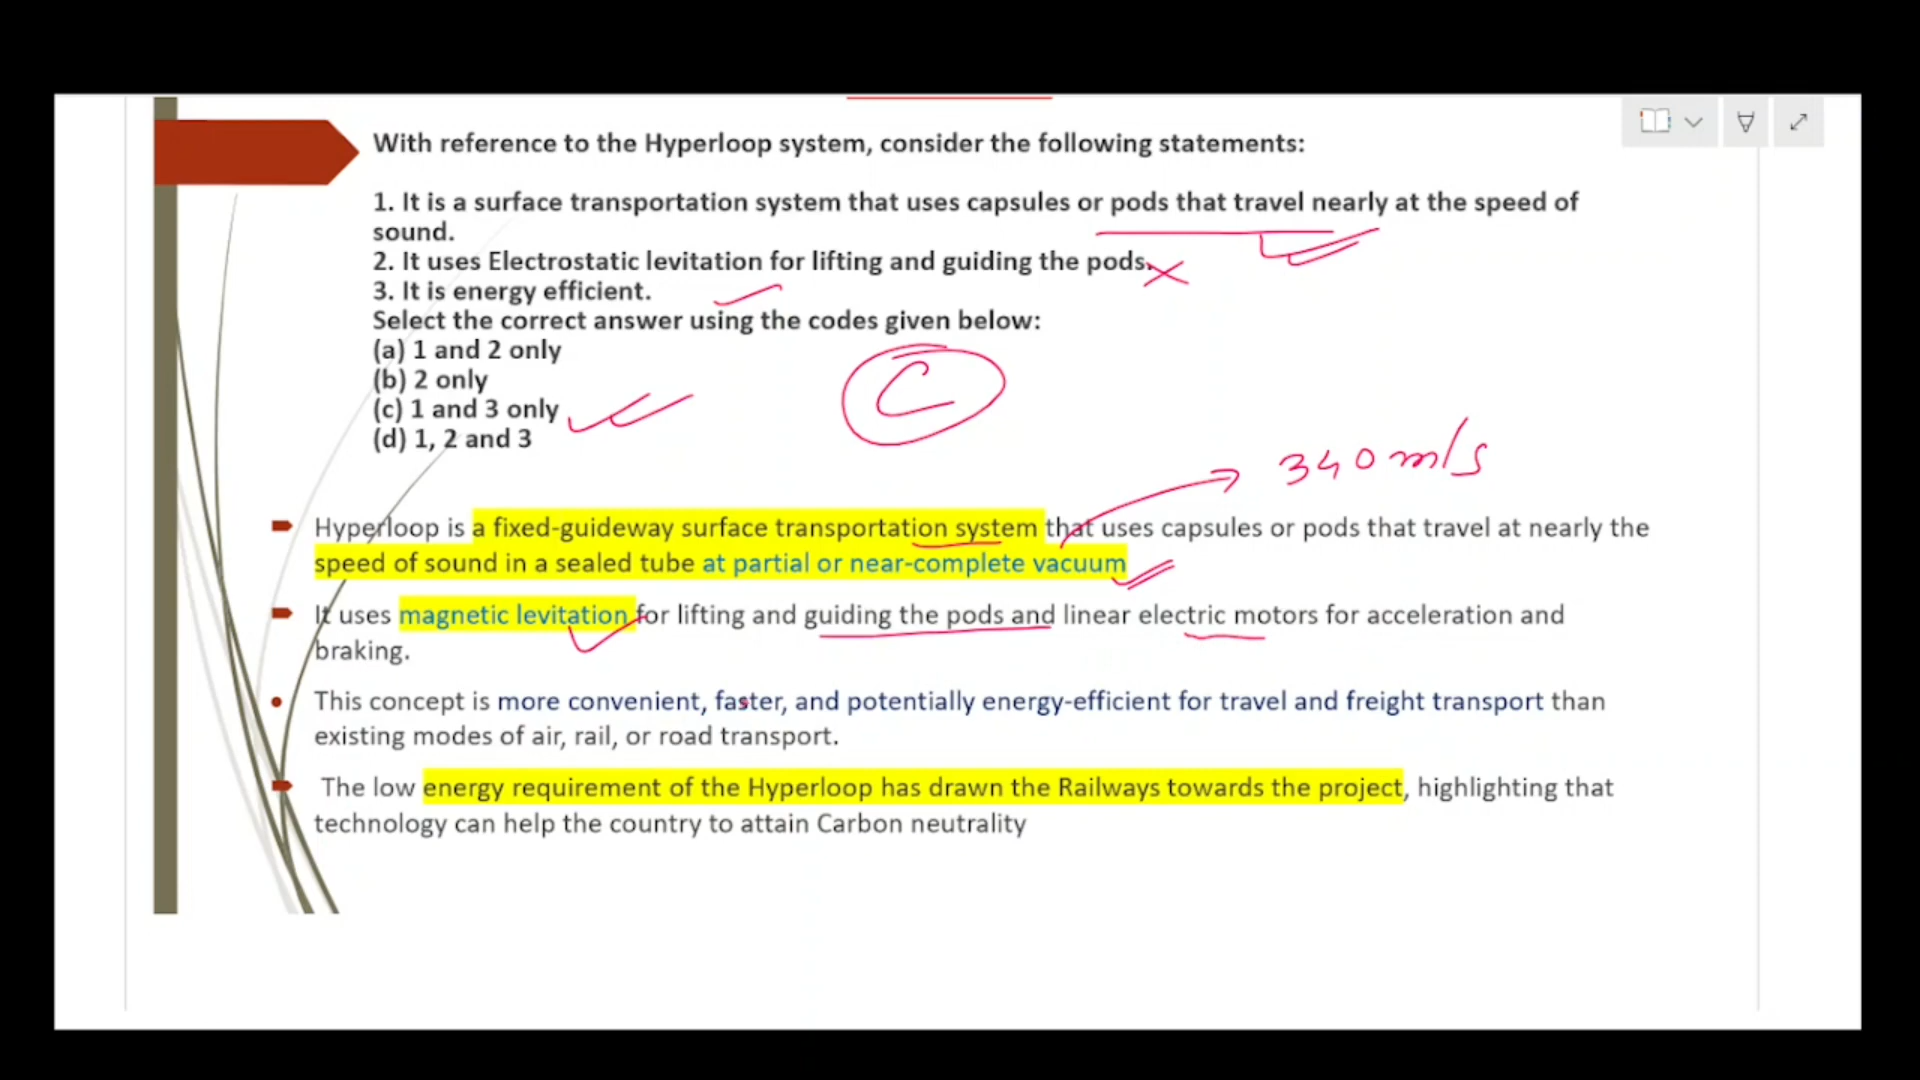 With reference to the Hyperloop system, consider the following statements:
1. It is a surface transportation system that uses capsules or pods that travel nearly at the speed of
sound.
2. It uses Electrostatic levitation for lifting and guiding the pods.
3. It is energy efficient.
Select the correct answer using the codes given below:
(a) 1 and 2 only
(b) 2 only
(c) 1 and 3 only
(d) 1, 2 and 3
C
340 m/s
Hyperloop is a fixed-guideway surface transportation system that uses capsules or pods that travel at nearly the
speed of sound in a sealed tube at partial or near-complete vacuum
It uses magnetic levitation for lifting and guiding the pods and linear electric motors for acceleration and
braking.
This concept is more convenient, faster, and potentially energy-efficient for travel and freight transport than
existing modes of air, rail, or road transport.
The low energy requirement of the Hyperloop has drawn the Railways towards the project, highlighting that
technology can help the country to attain Carbon neutrality